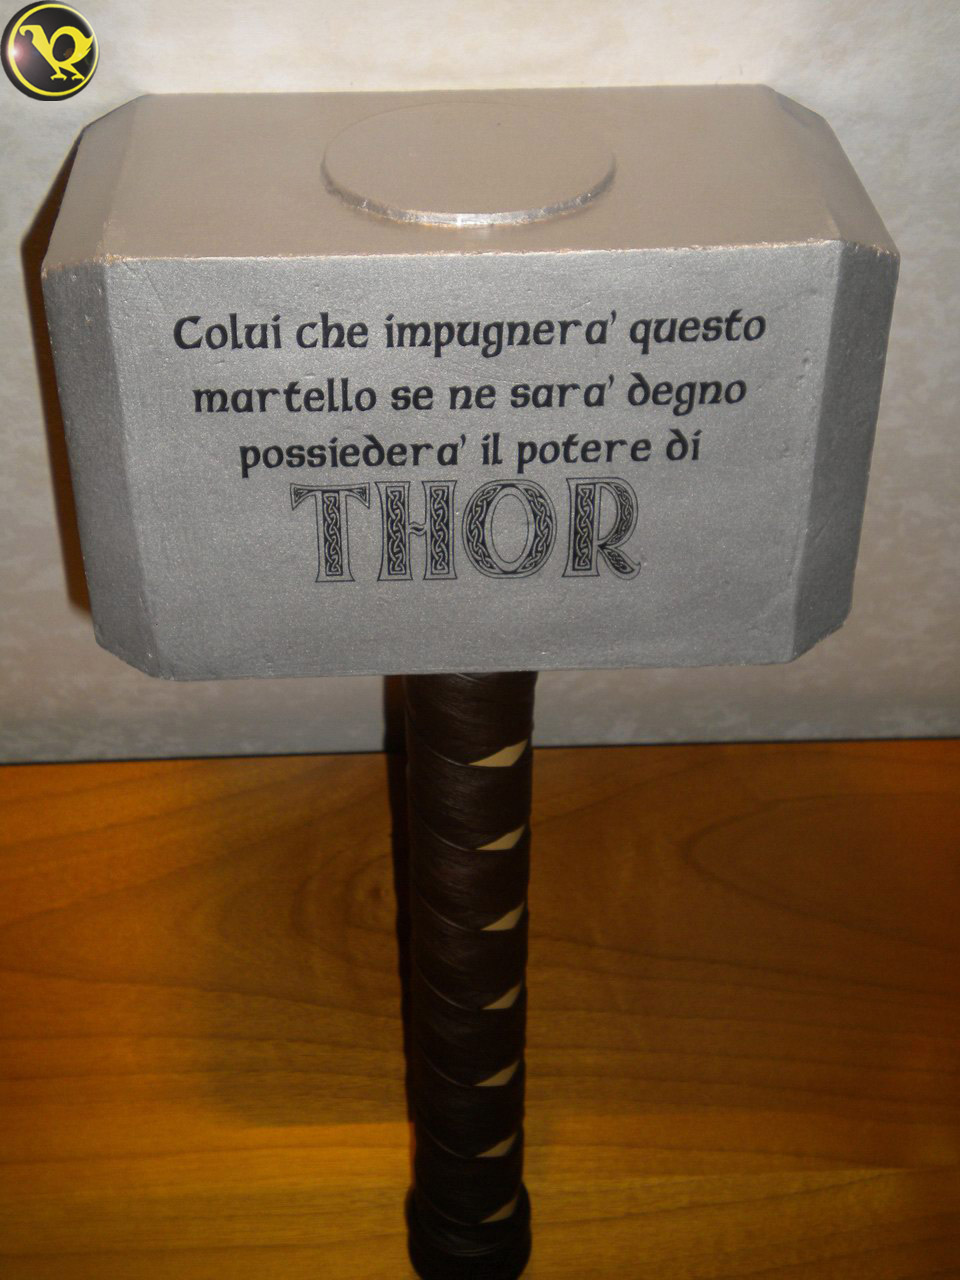 Colui che impugnera' questo
martello se ne sara' degno
possiedera' il potere di
THOR